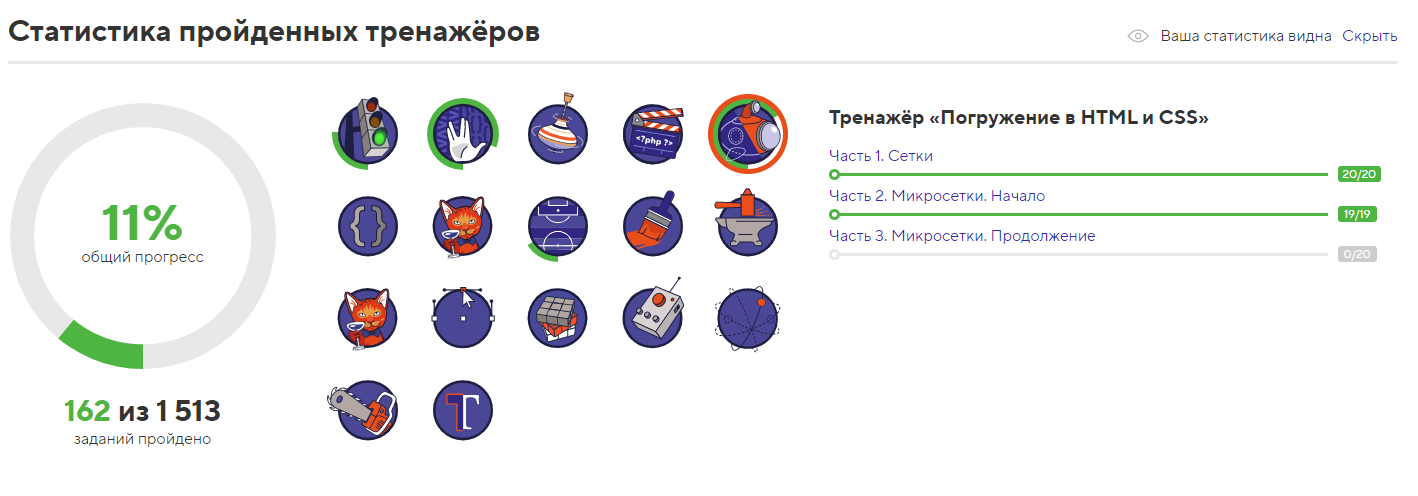 Статистика пройденных тренажёров
Ваша статистика видна Скрыть
11%
общий прогресс
162 из 1 513
заданий пройдено
<?php ?>
{}
T
Тренажёр «Погружение в HTML и CSS»
Часть 1. Сетки
20/20
Часть 2. Микросетки. Начало
19/19
Часть 3. Микросетки. Продолжение
0/20